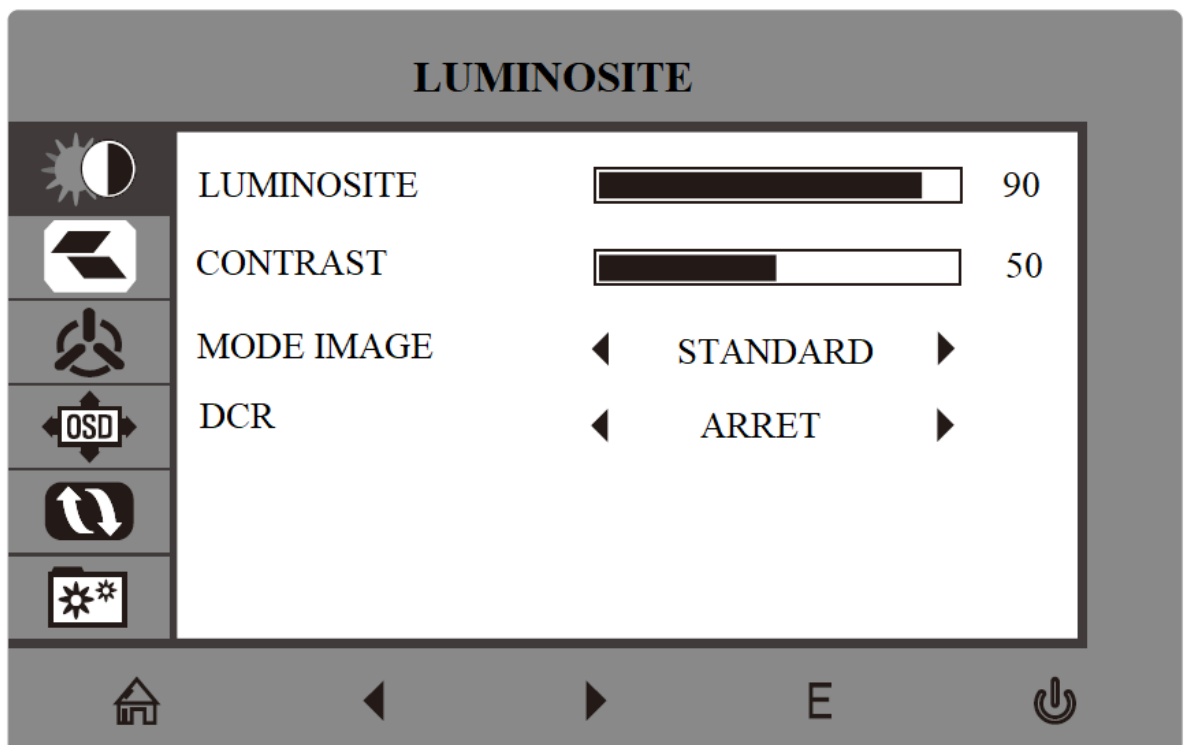 LUMINOSITE
LUMINOSITE 90
CONTRAST 50
MODE IMAGE STANDARD
DCR ARRET
OSD
E